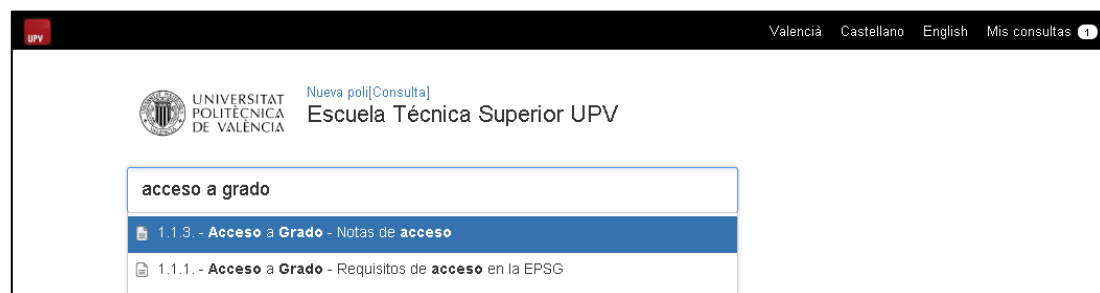 UPV Valencià Castellano English Mis consultas 1
Nueva poli[Consulta]
UNIVERSITAT
POLITÈCNICA
DE VALÈNCIA
Escuela Técnica Superior UPV
acceso a grado
1.1.3. - Acceso a Grado - Notas de acceso
1.1.1. - Acceso a Grado - Requisitos de acceso en la EPSG